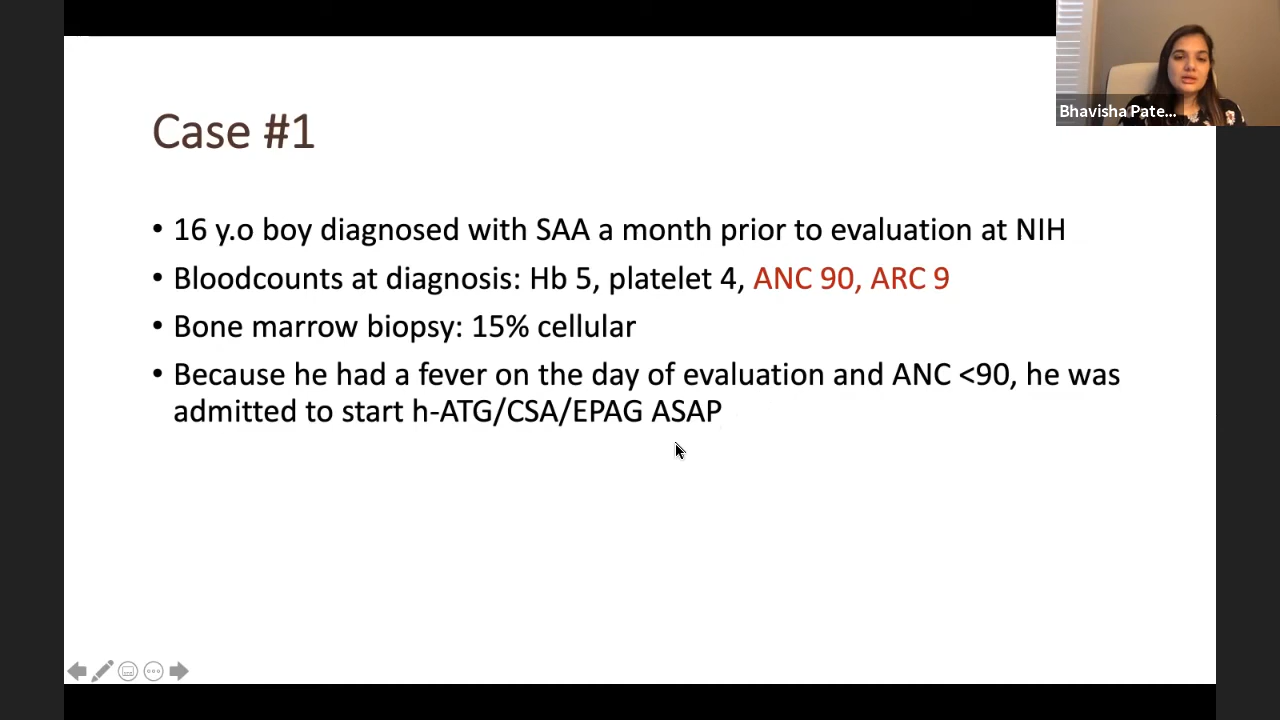 Bhavisha Pate...
Case #1
• 16 y.o boy diagnosed with SAA a month prior to evaluation at NIH
• Bloodcounts at diagnosis: Hb 5, platelet 4, ANC 90, ARC 9
• Bone marrow biopsy: 15% cellular
• Because he had a fever on the day of evaluation and ANC <90, he was
admitted to start h-ATG/CSA/EPAG ASAP